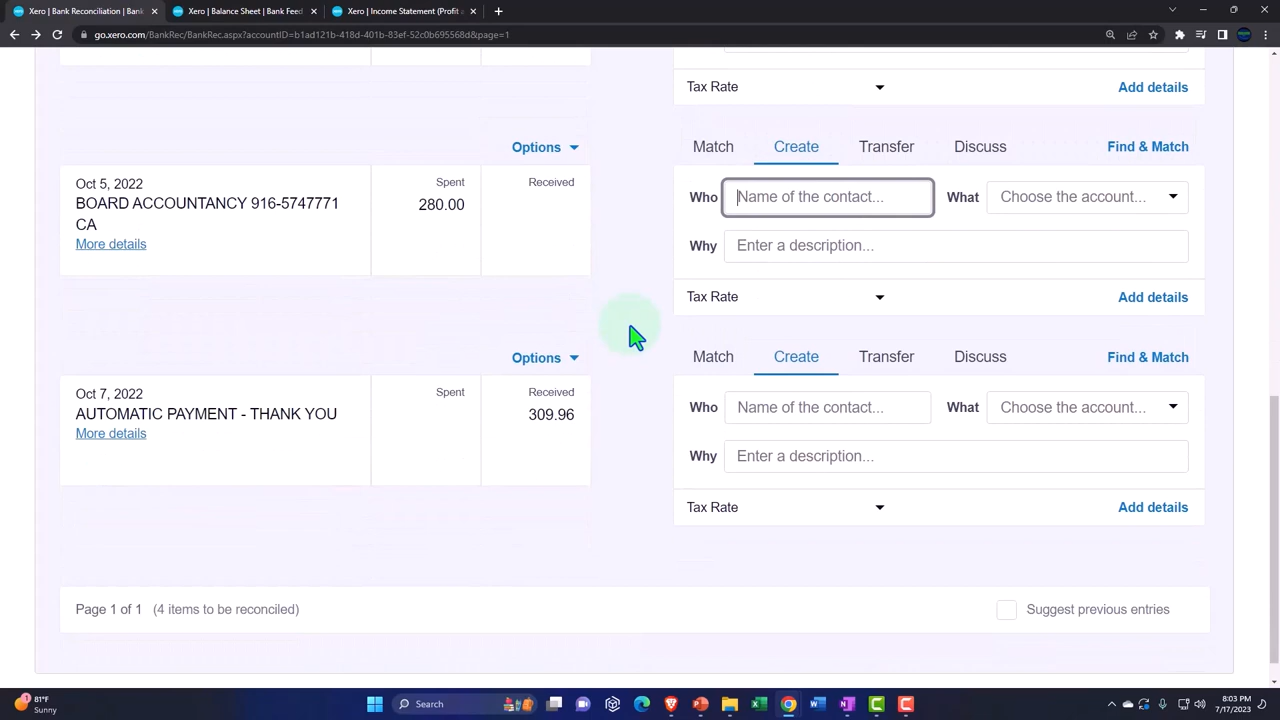 Xero | Bank Reconciliation | Ban
Xero | Balance Sheet | Bank Feed
Xero | Income Statement (Profit a
go.xero.com/BankRec/BankRec.aspx?accountID=b1ad121b-418d-401b-83ef-52c0b695568d&page=1
Tax Rate Add details
Options Match Create Transfer Discuss Find & Match
Oct 5, 2022 Spent Received
BOARD ACCOUNTANCY 916-5747771 280.00
CA
More details
Who Name of the contact... What Choose the account...
Why Enter a description...
Tax Rate Add details
Options Match Create Transfer Discuss Find & Match
Oct 7, 2022 Spent Received
AUTOMATIC PAYMENT - THANK YOU 309.96
More details
Who Name of the contact... What Choose the account...
Why Enter a description...
Tax Rate Add details
Page 1 of 1 (4 items to be reconciled) Suggest previous entries
81°F
Sunny
Search
8:03 PM
7/17/2023